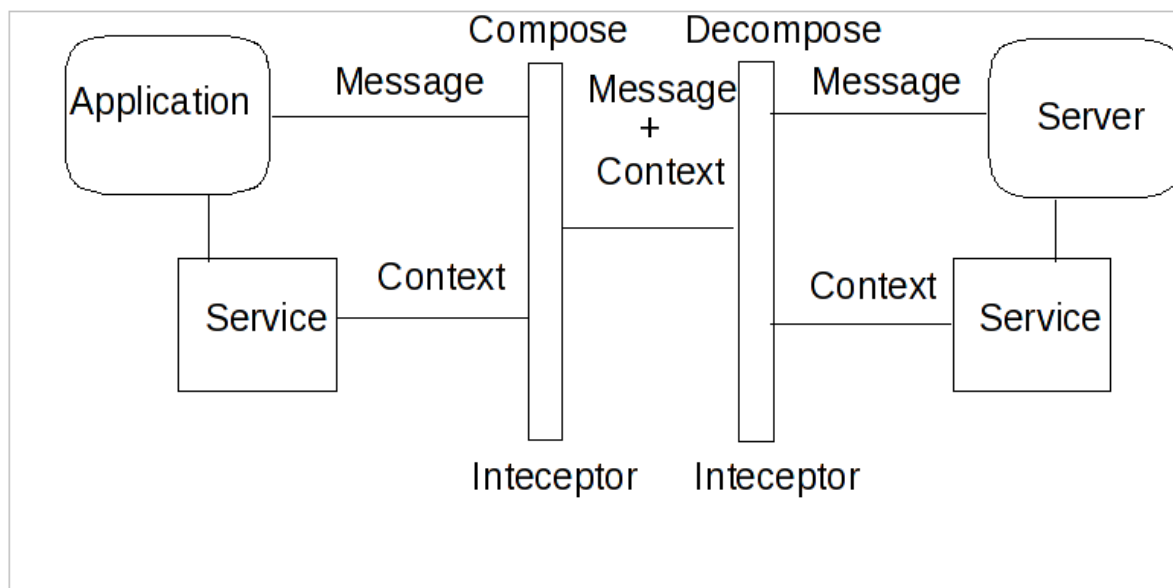 Compose
Decompose
Application
Message
Message
+
Context
Message
Server
Service
Context
Context
Service
Inteceptor
Inteceptor